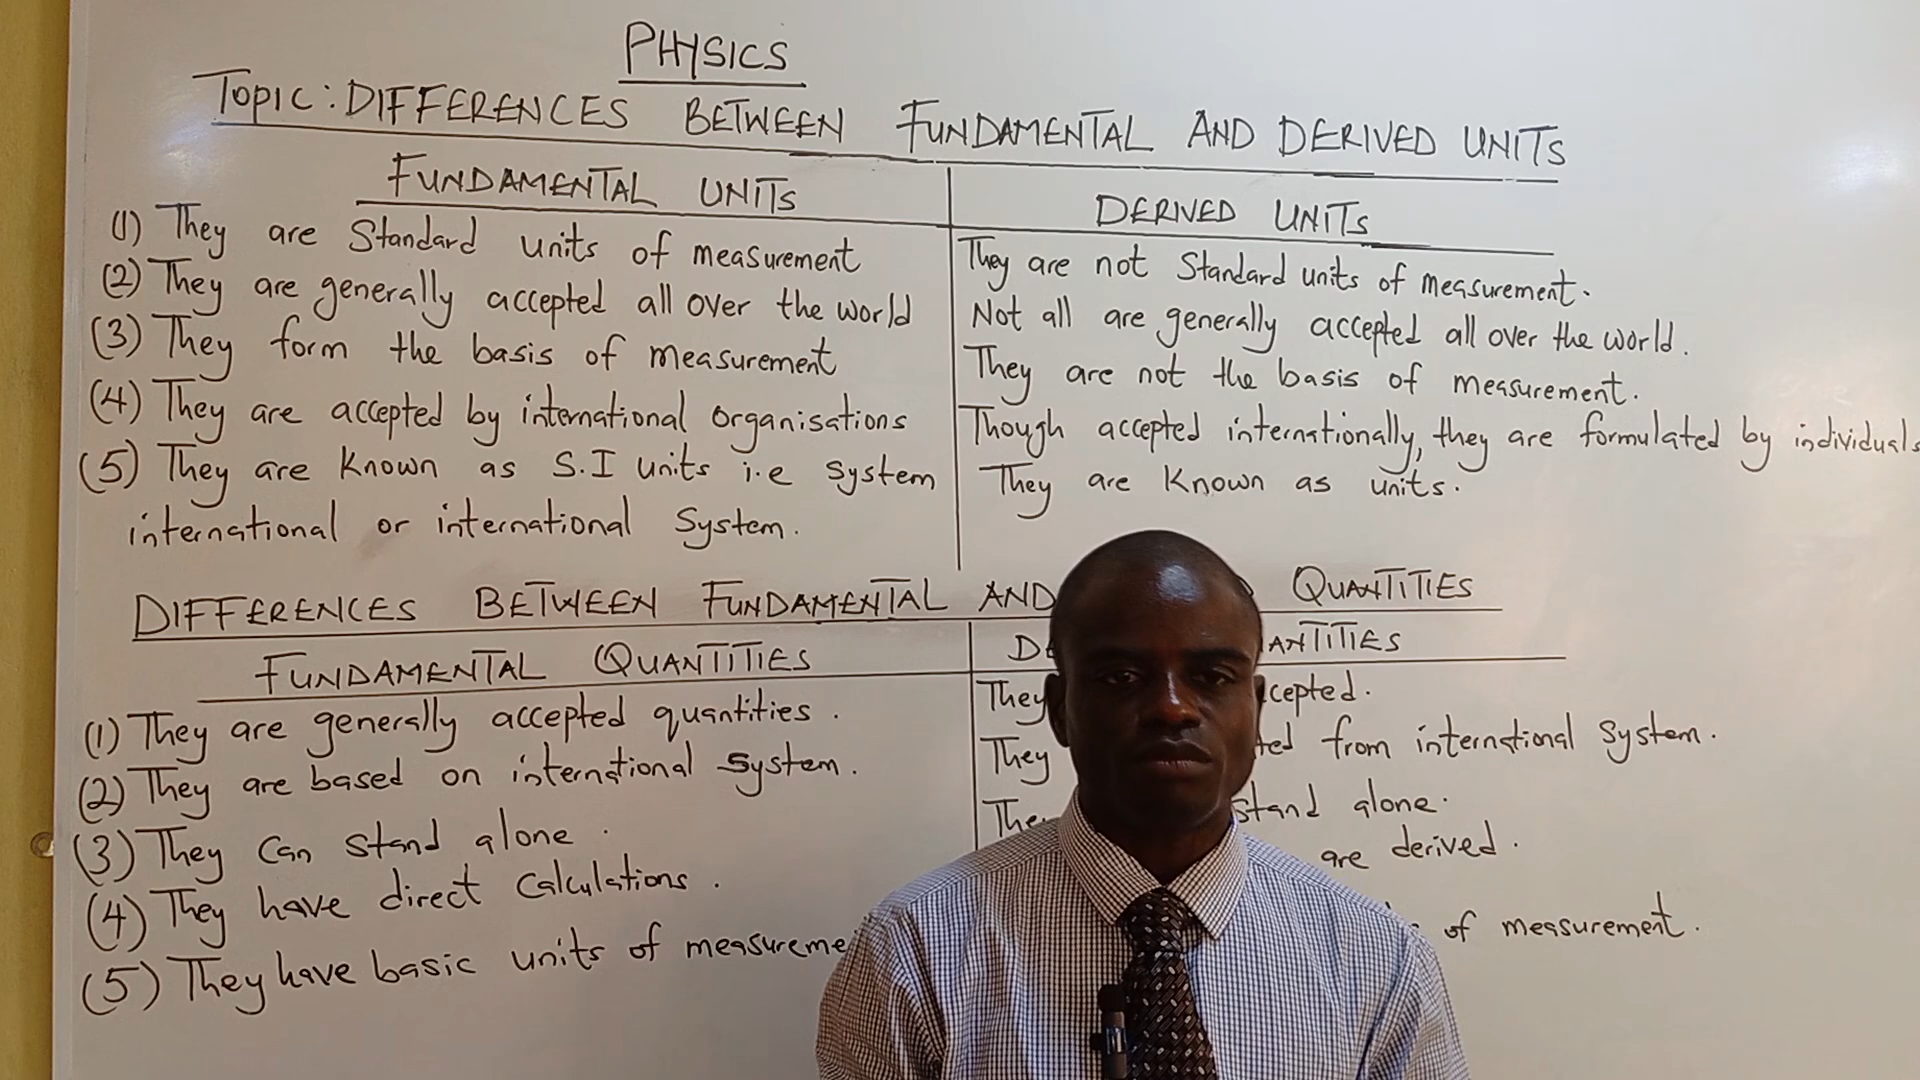 PHYSICS
TOPIC: DIFFERENCES BETWEEN FUNDAMENTAL AND DERIVED UNITS
FUNDAMENTAL UNITS
(1) They are Standard units of measurement
(2) They are generally accepted all over the world
(3) They form the basis of measurement
(4) They are accepted by international organisations
(5) They are known as S.I units i.e system
international or international system.
DERIVED UNITS
They are not Standard units of measurement.
Not all are generally accepted all over the world.
They are not the basis of measurement.
Though accepted internationally, they are formulated by individuals
They are known as units.
DIFFERENCES BETWEEN FUNDAMENTAL AND QUANTITIES
FUNDAMENTAL QUANTITIES
(1) They are generally accepted quantities.
(2) They are based on international system.
(3) They can stand alone.
(4) They have direct calculations.
(5) They have basic units of
They
They from international system.
stand alone.
are derived.
of measurement.